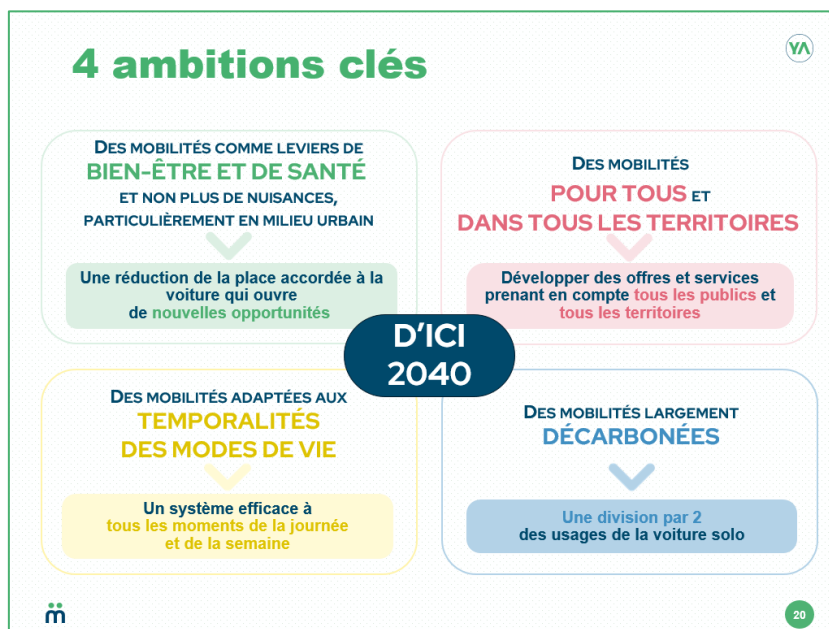 4 ambitions clés
YA
DES MOBILITÉS COMME LEVIERS DE
BIEN-ÊTRE ET DE SANTÉ
ET NON PLUS DE NUISANCES,
PARTICULIÈREMENT EN MILIEU URBAIN
Une réduction de la place accordée à la
voiture qui ouvre
de nouvelles opportunités
DES MOBILITÉS
POUR TOUS ET
DANS TOUS LES TERRITOIRES
Développer des offres et services
prenant en compte tous les publics et
tous les territoires
D'ICI
2040
DES MOBILITÉS ADAPTÉES AUX
TEMPORALITÉS
DES MODES DE VIE
Un système efficace à
tous les moments de la journée
et de la semaine
DES MOBILITÉS LARGEMENT
DÉCARBONÉES
Une division par 2
des usages de la voiture solo
m̈
20